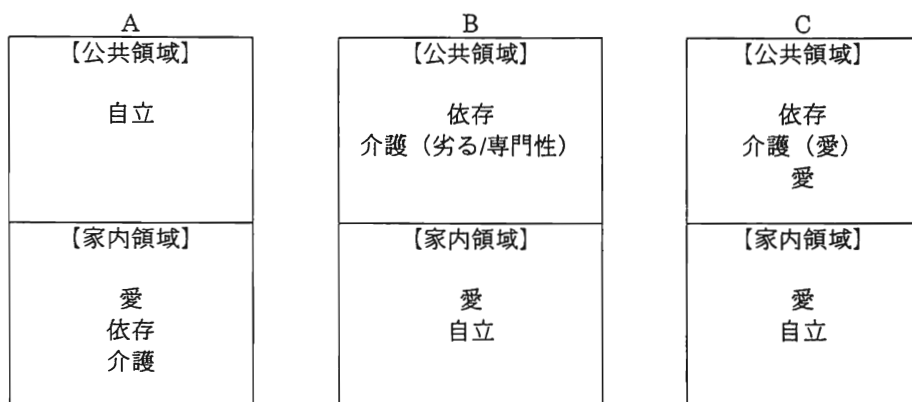 A
【公共領域】
自立
【家内領域】
愛
依存
介護
B
【公共領域】
依存
介護（劣る/専門性）
【家内領域】
愛
自立
C
【公共領域】
依存
介護（愛）
愛
【家内領域】
愛
自立